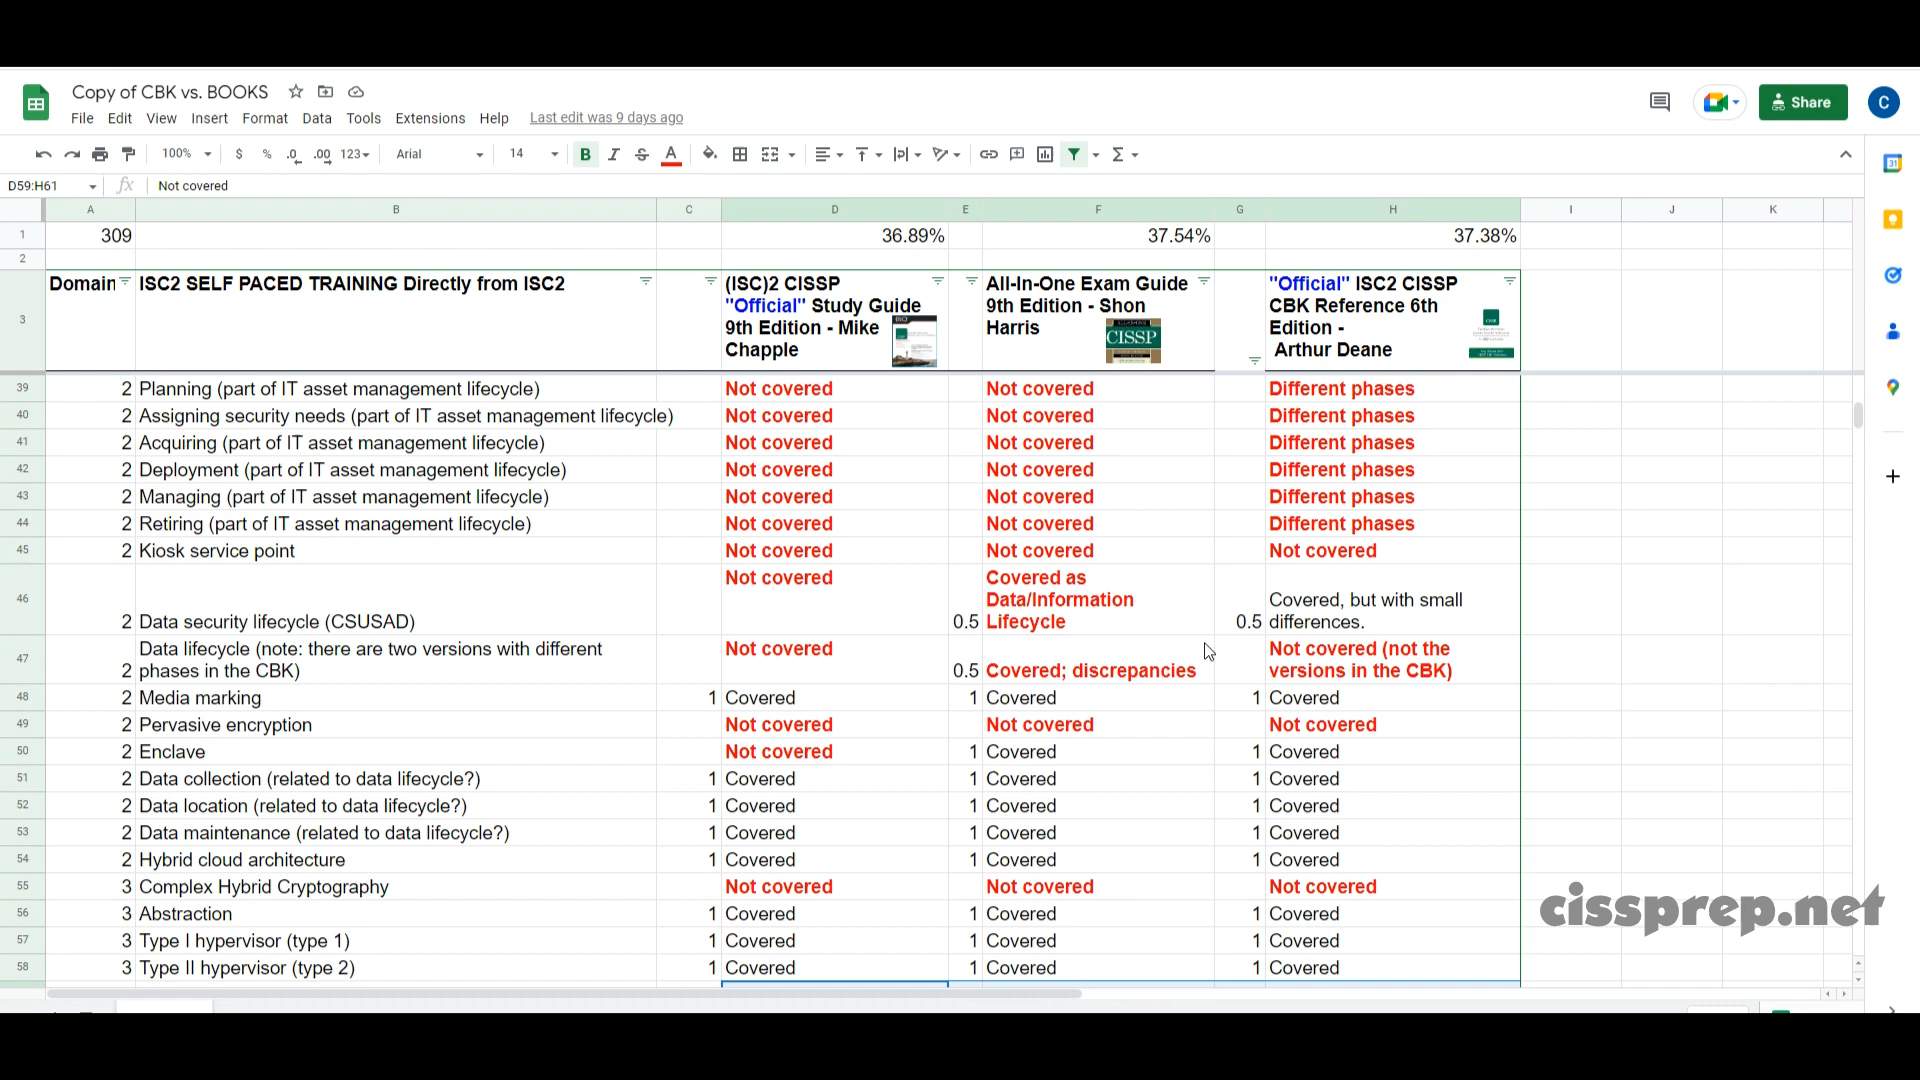 Copy of CBK vs. BOOKS
Share
C
File Edit View Insert Format Data Tools Extensions Help Last edit was 9 days ago
100% $ % .0 .00 123 Arial 14 B I S A Σ
31
D59:H61 fx Not covered
A B C D E F G H I J K
1 309 36.89% 37.54% 37.38%
2
3 Domain ISC2 SELF PACED TRAINING Directly from ISC2
(ISC)2 CISSP
"Official" Study Guide
9th Edition - Mike
Chapple
All-In-One Exam Guide
9th Edition - Shon
Harris
CISSP
"Official" ISC2 CISSP
CBK Reference 6th
Edition -
Arthur Deane
39 2 Planning (part of IT asset management lifecycle) Not covered Not covered Different phases
40 2 Assigning security needs (part of IT asset management lifecycle) Not covered Not covered Different phases
41 2 Acquiring (part of IT asset management lifecycle) Not covered Not covered Different phases
42 2 Deployment (part of IT asset management lifecycle) Not covered Not covered Different phases
43 2 Managing (part of IT asset management lifecycle) Not covered Not covered Different phases
44 2 Retiring (part of IT asset management lifecycle) Not covered Not covered Different phases
45 2 Kiosk service point Not covered Not covered Not covered
46 2 Data security lifecycle (CSUSAD) Not covered 0.5
Covered as
Data/Information
Lifecycle
0.5 Covered, but with small
differences.
47 2 Data lifecycle (note: there are two versions with different
phases in the CBK)
Not covered 0.5 Covered; discrepancies
Not covered (not the
versions in the CBK)
48 2 Media marking 1 Covered 1 Covered 1 Covered
49 2 Pervasive encryption Not covered Not covered Not covered
50 2 Enclave Not covered 1 Covered 1 Covered
51 2 Data collection (related to data lifecycle?) 1 Covered 1 Covered 1 Covered
52 2 Data location (related to data lifecycle?) 1 Covered 1 Covered 1 Covered
53 2 Data maintenance (related to data lifecycle?) 1 Covered 1 Covered 1 Covered
54 2 Hybrid cloud architecture 1 Covered 1 Covered 1 Covered
55 3 Complex Hybrid Cryptography Not covered Not covered Not covered
56 3 Abstraction 1 Covered 1 Covered 1 Covered
57 3 Type I hypervisor (type 1) 1 Covered 1 Covered 1 Covered
58 3 Type II hypervisor (type 2) 1 Covered 1 Covered 1 Covered
cissprep.net